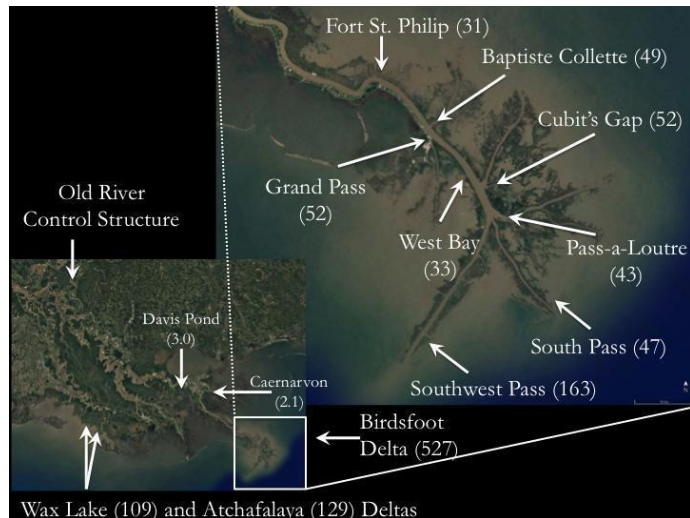 Fort St. Philip (31)
Baptiste Collette (49)
Cubit's Gap (52)
Grand Pass
(52)
Old River
Control Structure
West Bay
(33)
Pass-a-Loutre
(43)
Davis Pond
(3.0)
South Pass (47)
Caernarvon
(2.1)
Southwest Pass (163)
Birdsfoot
Delta (527)
Wax Lake (109) and Atchafalaya (129) Deltas